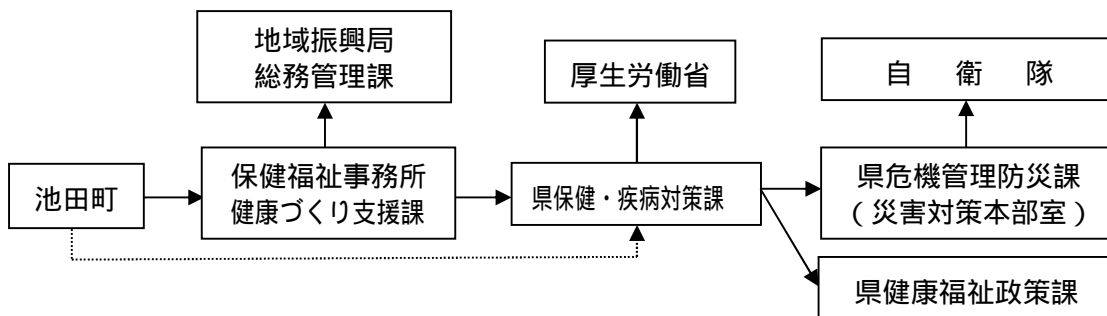 地域振興局
総務管理課
厚生労働省
自 衛 隊
池田町
保健福祉事務所
健康づくり支援課
県保健・疾病対策課
県危機管理防災課
（災害対策本部室）
県健康福祉政策課